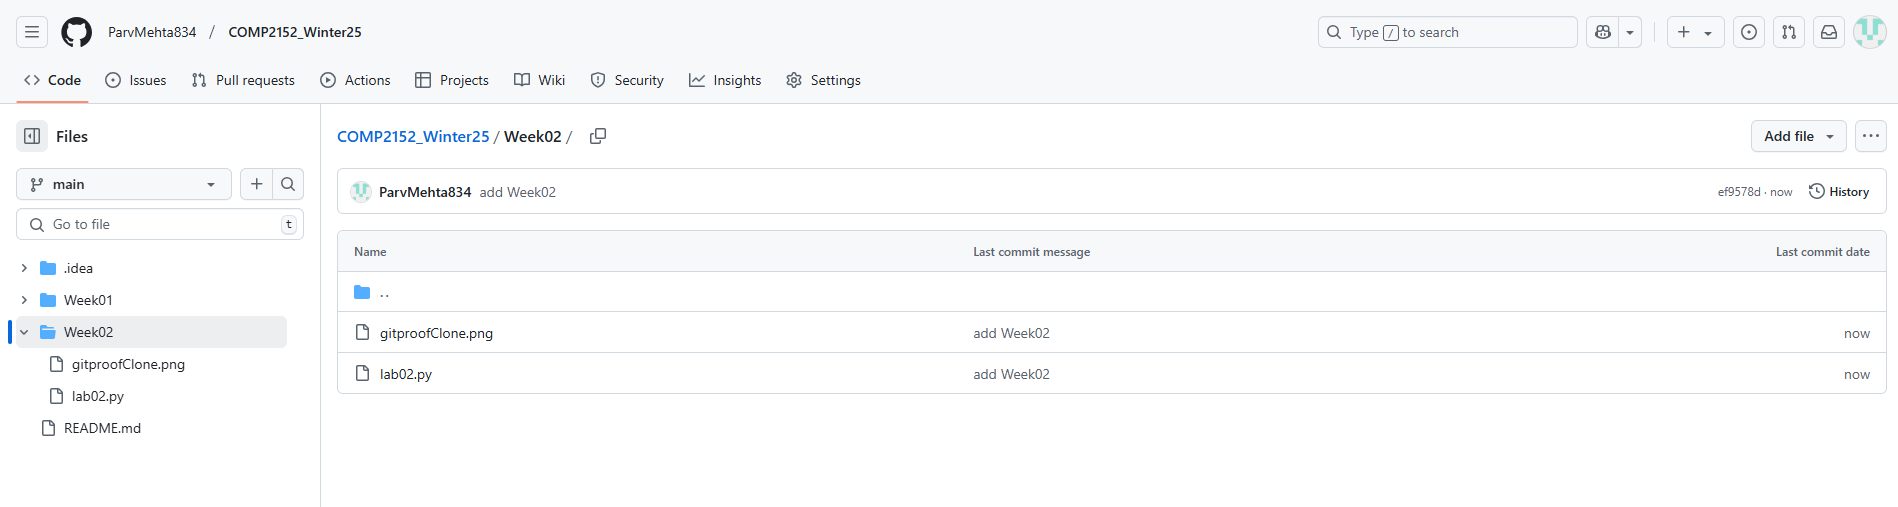 ParvMehta834 / COMP2152_Winter25
Type / to search
Code Issues Pull requests Actions Projects Wiki Security Insights Settings
Files
main
Go to file t
.idea
Week01
Week02
gitproofClone.png
lab02.py
README.md
COMP2152_Winter25 / Week02 /
Add file
ParvMehta834 add Week02
ef9578d · now History
Name Last commit message Last commit date
..
gitproofClone.png add Week02 now
lab02.py add Week02 now